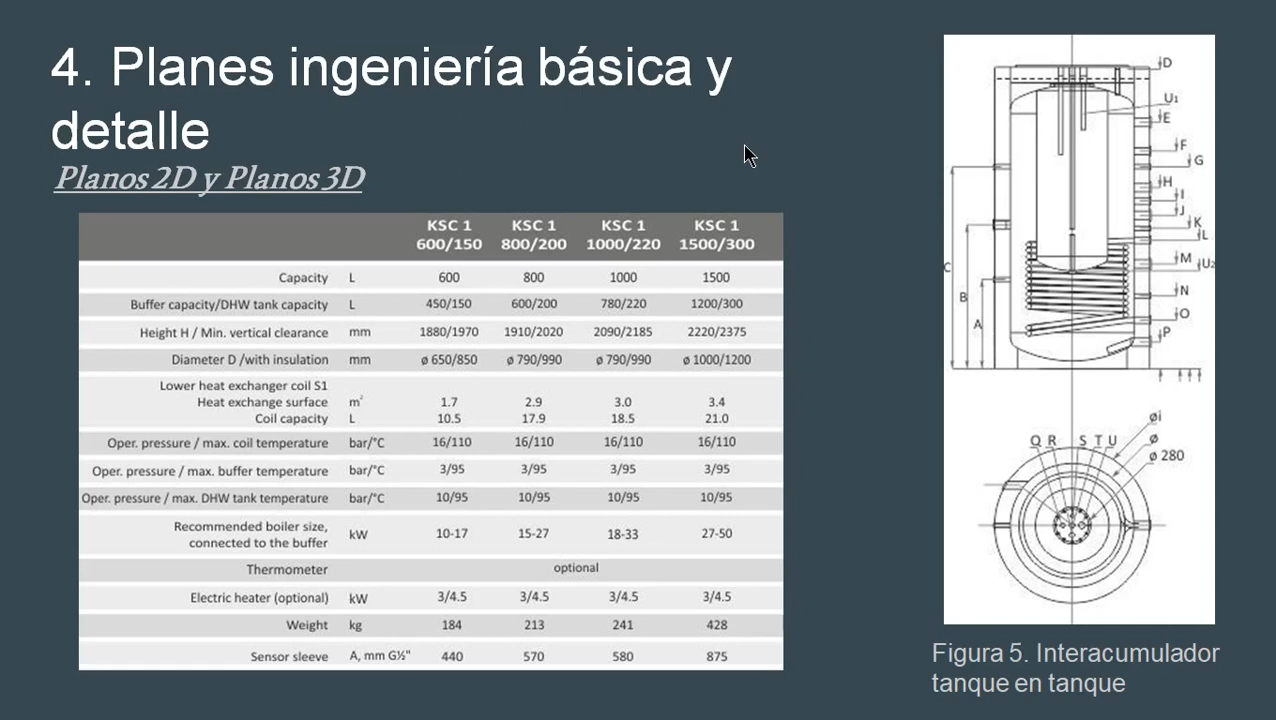 4. Planes ingeniería básica y
detalle
Planos 2D y Planos 3D
KSC 1 KSC 1 KSC 1 KSC 1
600/150 800/200 1000/220 1500/300
Capacity L 600 800 1000 1500
Buffer capacity/DHW tank capacity L 450/150 600/200 780/220 1200/300
Height H / Min. vertical clearance mm 1880/1970 1910/2020 2090/2185 2220/2375
Diameter D /with insulation mm ø 650/850 ø 790/990 ø 790/990 ø 1000/1200
Lower heat exchanger coil S1
Heat exchange surface m² 1.7 2.9 3.0 3.4
Coil capacity L 10.5 17.9 18.5 21.0
Oper. pressure / max. coil temperature bar/°C 16/110 16/110 16/110 16/110
Oper. pressure / max. buffer temperature bar/°C 3/95 3/95 3/95 3/95
Oper. pressure / max. DHW tank temperature bar/°C 10/95 10/95 10/95 10/95
Recommended boiler size,
connected to the buffer kW 10-17 15-27 18-33 27-50
Thermometer optional
Electric heater (optional) kW 3/4.5 3/4.5 3/4.5 3/4.5
Weight kg 184 213 241 428
Sensor sleeve A, mm G½" 440 570 580 875
D
U1
E
F
G
H
I
J
K
L
M
U2
N
O
P
C
B
A
øi
Q R S T U ø
ø 280
Figura 5. Interacumulador
tanque en tanque